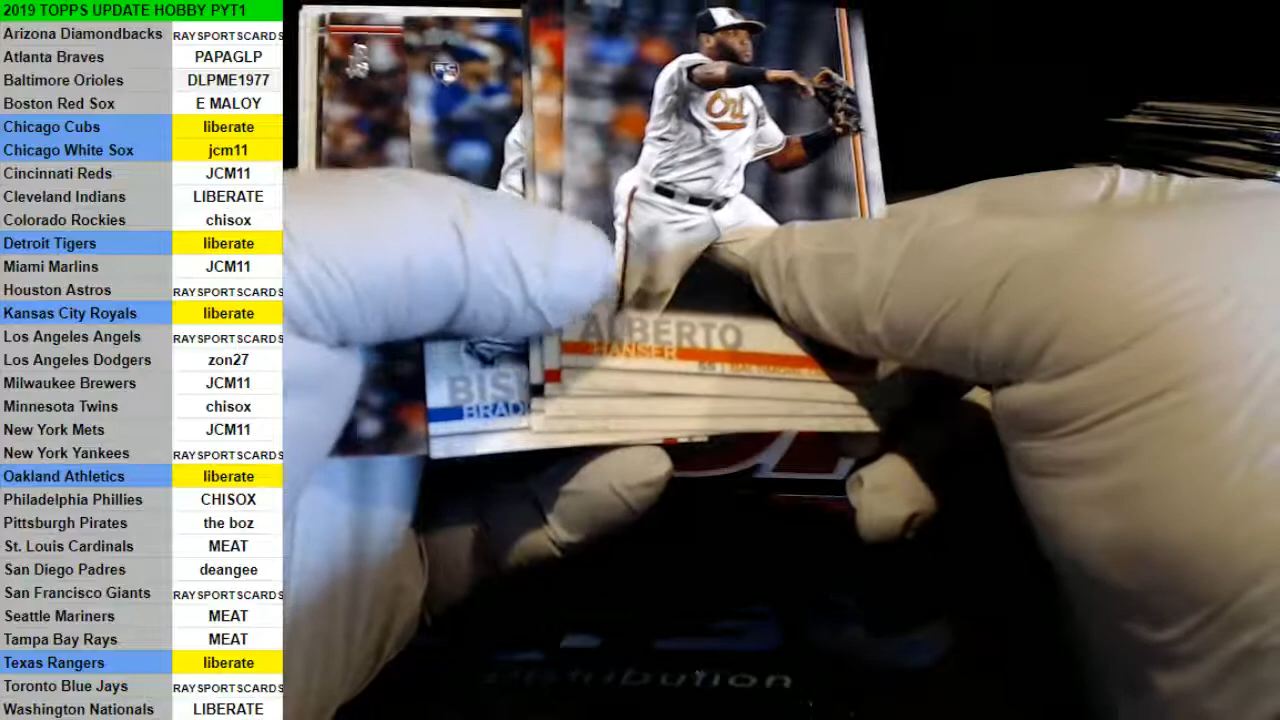 2019 TOPPS UPDATE HOBBY PYT1
Arizona Diamondbacks RAYSPORTSCARDS
Atlanta Braves PAPAGLP
Baltimore Orioles DLPME1977
Boston Red Sox E MALOY
Chicago Cubs liberate
Chicago White Sox jcm11
Cincinnati Reds JCM11
Cleveland Indians LIBERATE
Colorado Rockies chisox
Detroit Tigers liberate
Miami Marlins JCM11
Houston Astros RAYSPORTSCARDS
Kansas City Royals liberate
Los Angeles Angels RAYSPORTSCARDS
Los Angeles Dodgers zon27
Milwaukee Brewers JCM11
Minnesota Twins chisox
New York Mets JCM11
New York Yankees RAYSPORTSCARDS
Oakland Athletics liberate
Philadelphia Phillies CHISOX
Pittsburgh Pirates the boz
St. Louis Cardinals MEAT
San Diego Padres deangee
San Francisco Giants RAYSPORTSCARDS
Seattle Mariners MEAT
Tampa Bay Rays MEAT
Texas Rangers liberate
Toronto Blue Jays RAYSPORTSCARDS
Washington Nationals LIBERATE
RC
Ori
ALBERTO
HANSER
BIS
BRAD